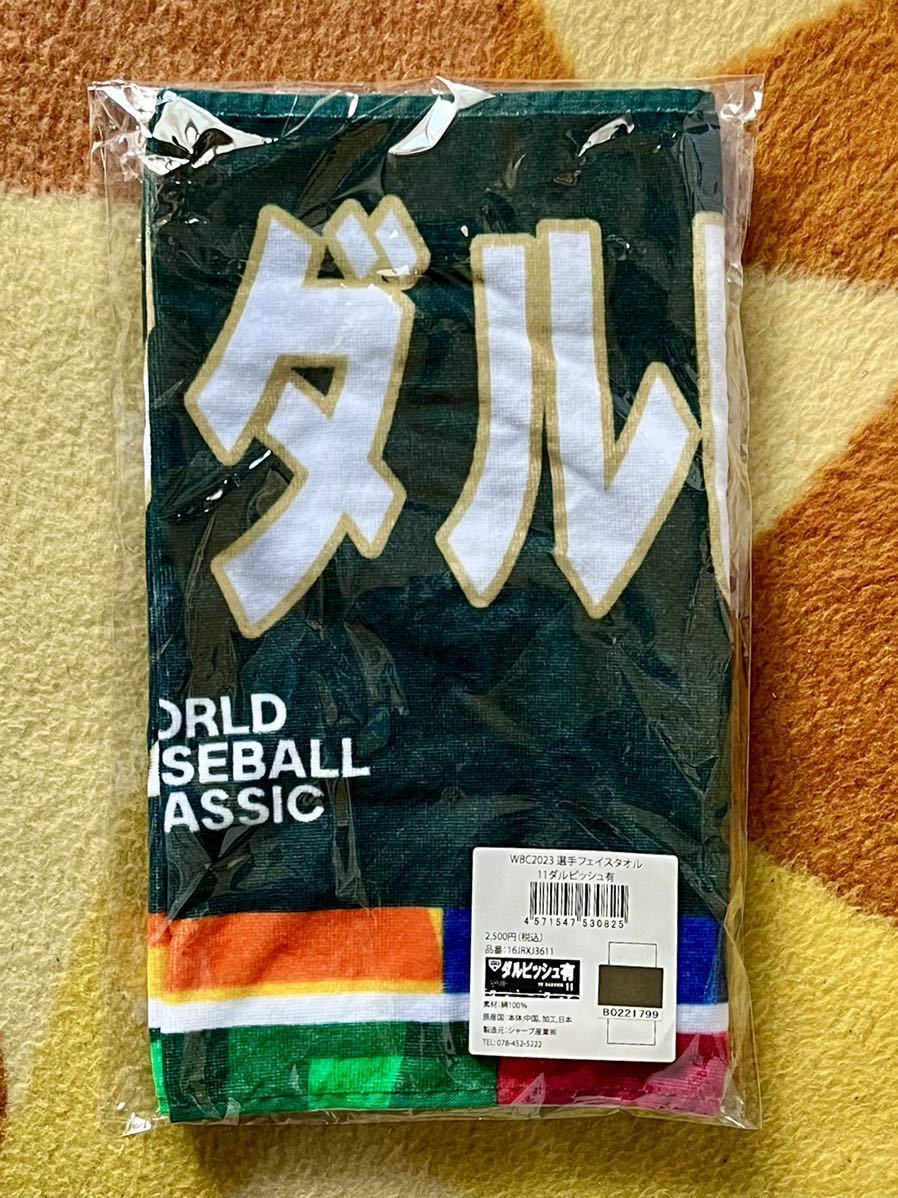 ダル
ORLD
SEBALL
ASSIC
WBC2023 選手フェイスタオル
11ダルビッシュ有
4 571547 530825
2,500円(税込)
品番:16JRXJ3611
ダルビッシュ有
11
素材:綿100%
原産国:本体;中国、加工;日本
製造元:シャープ産業㈱
TEL: 078-452-5222
B0221799